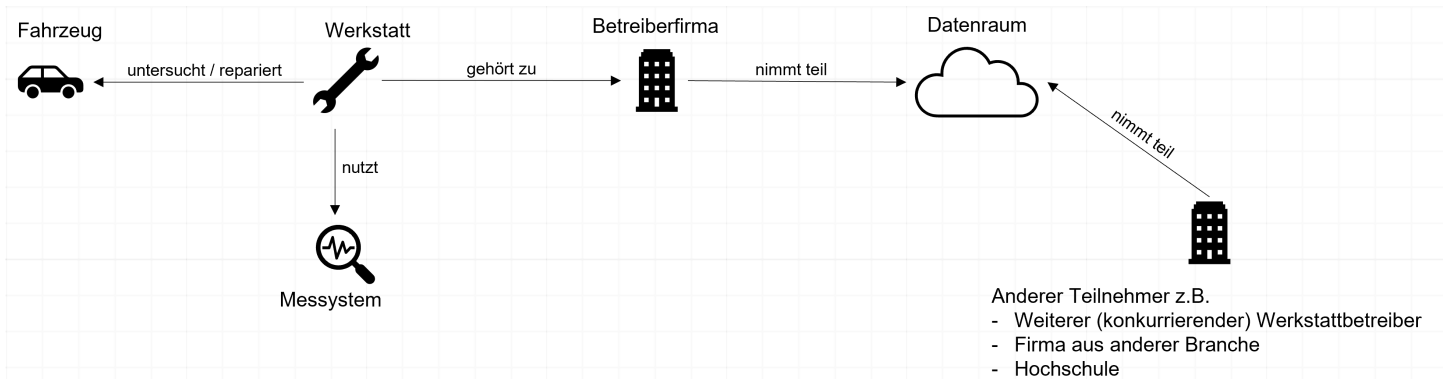 Fahrzeug
Werkstatt
Betreiberfirma
Datenraum
untersucht / repariert
gehört zu
nimmt teil
nimmt teil
nutzt
Messystem
Anderer Teilnehmer z.B.
- Weiterer (konkurrierender) Werkstattbetreiber
- Firma aus anderer Branche
- Hochschule